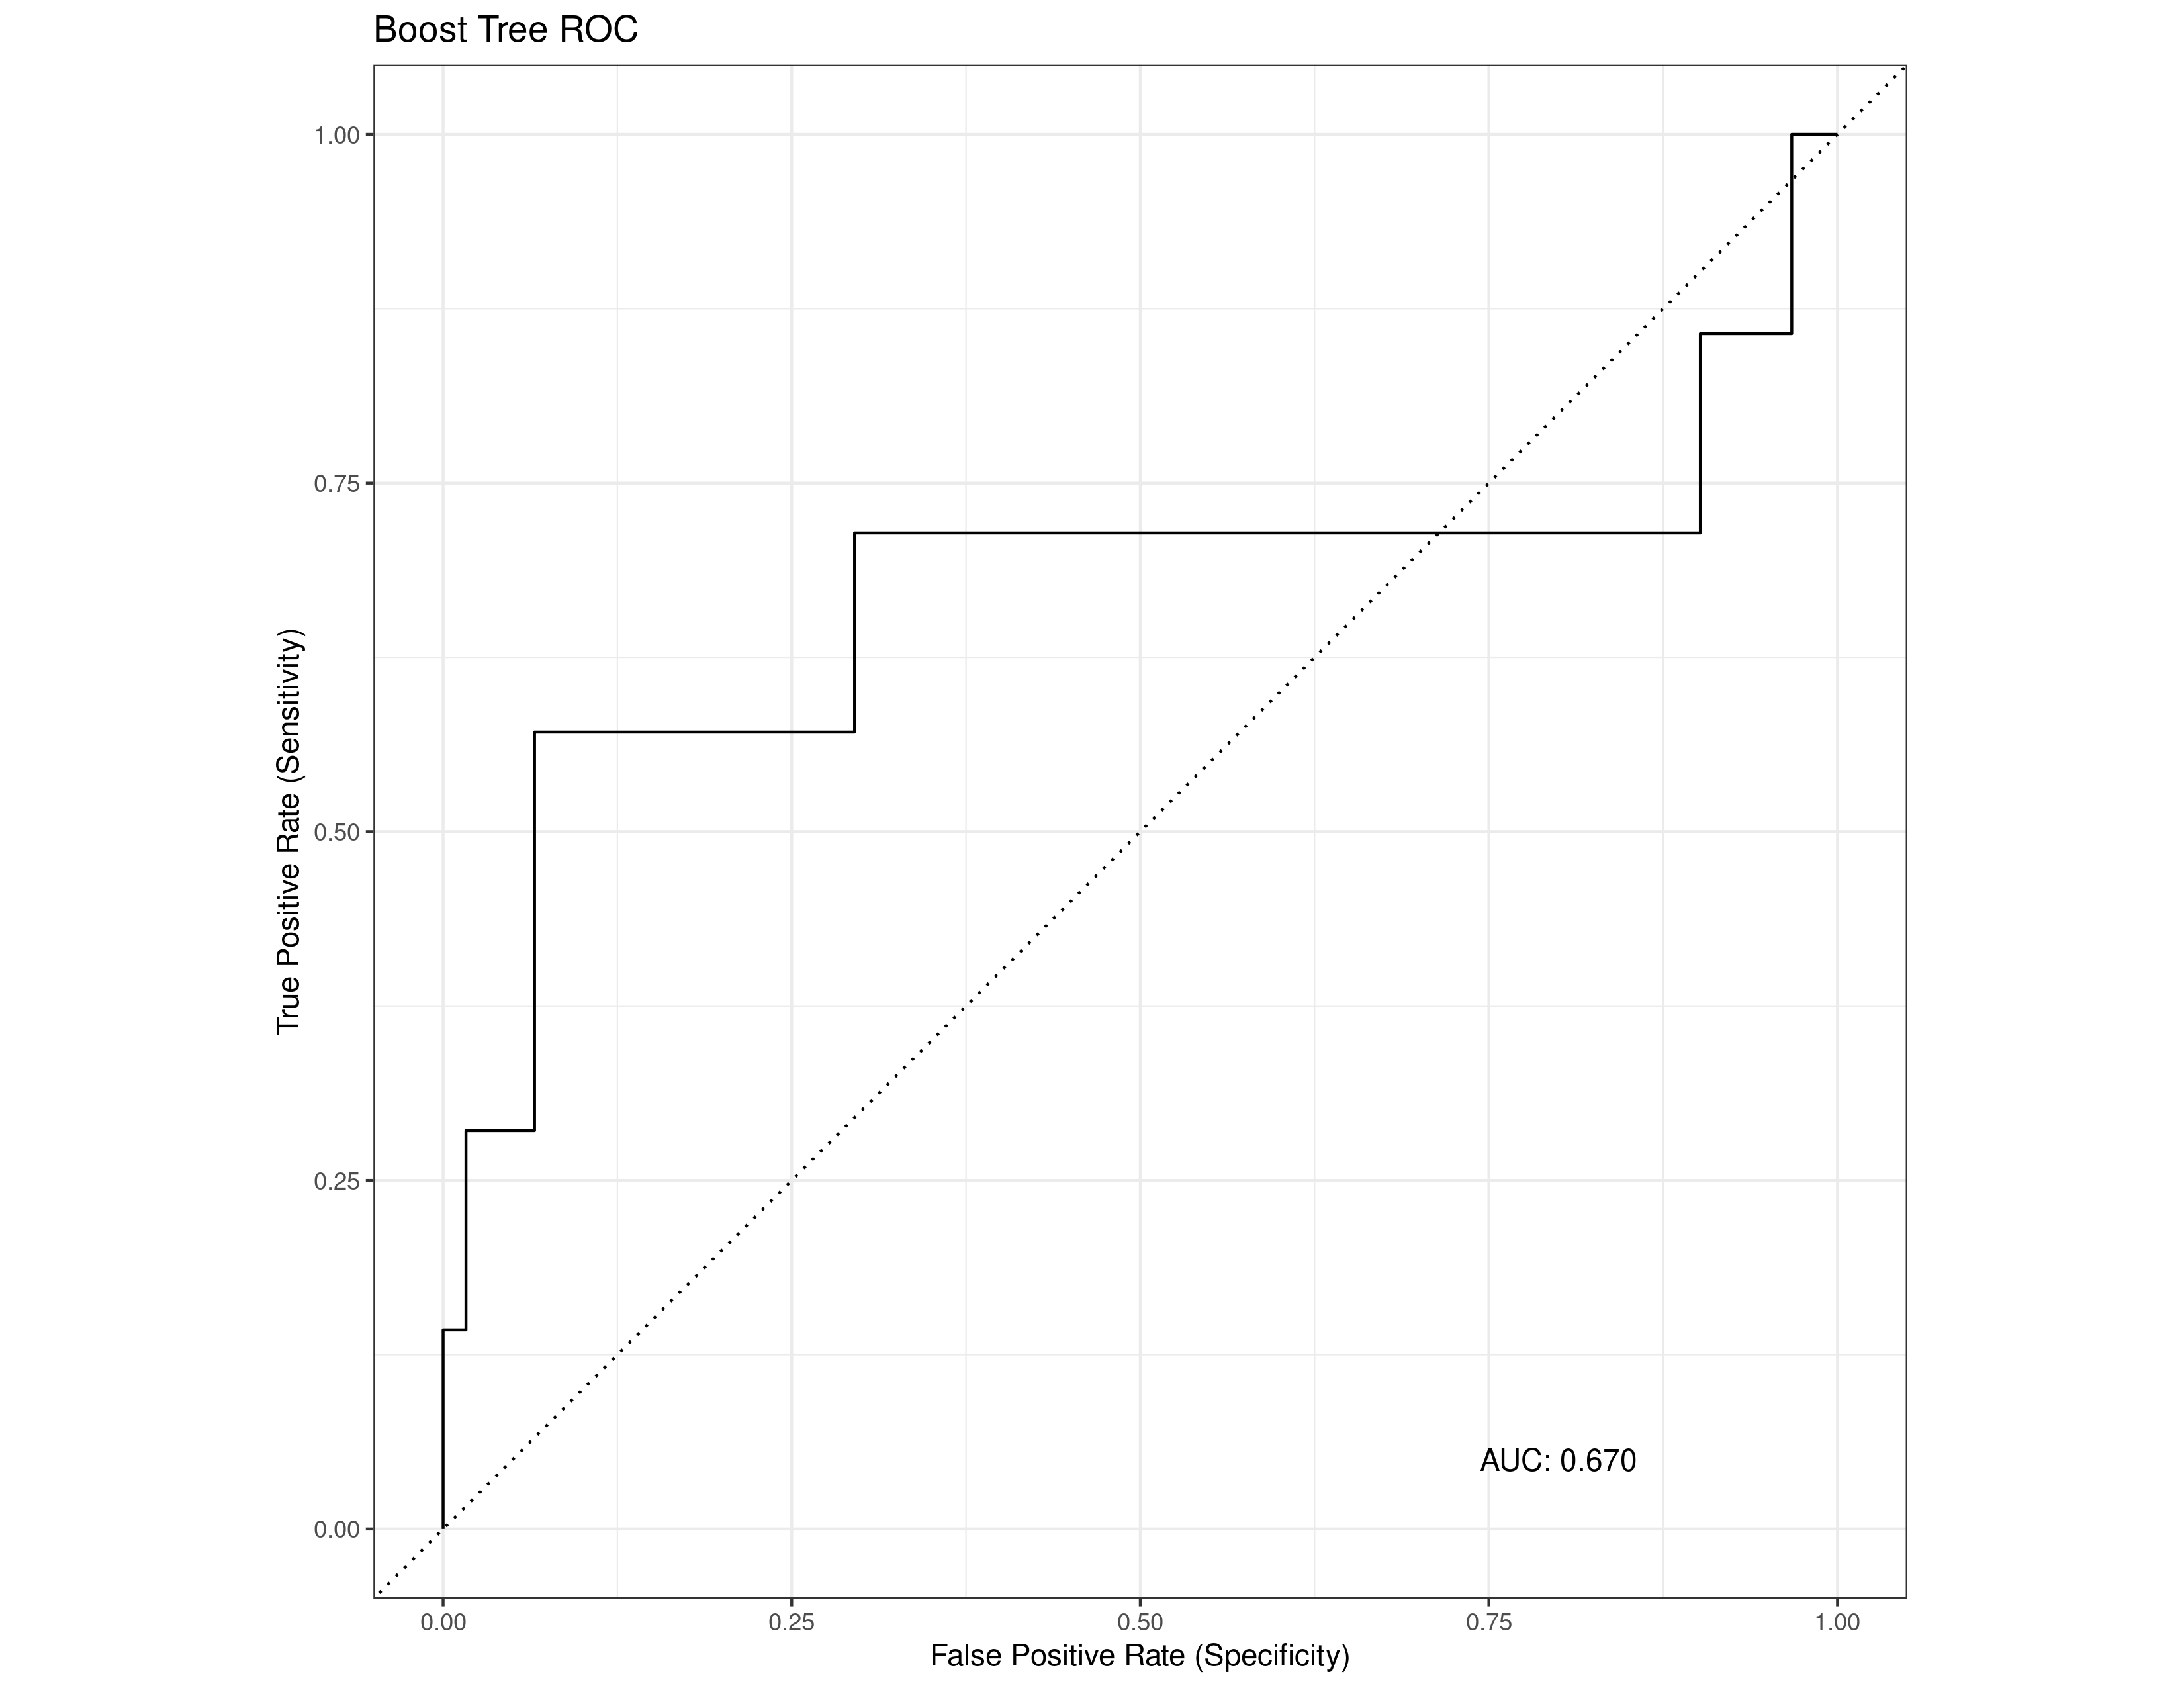 Boost Tree ROC
True Positive Rate (Sensitivity)
1.00
0.75
0.50
0.25
0.00
AUC: 0.670
0.00 0.25 0.50 0.75 1.00
False Positive Rate (Specificity)